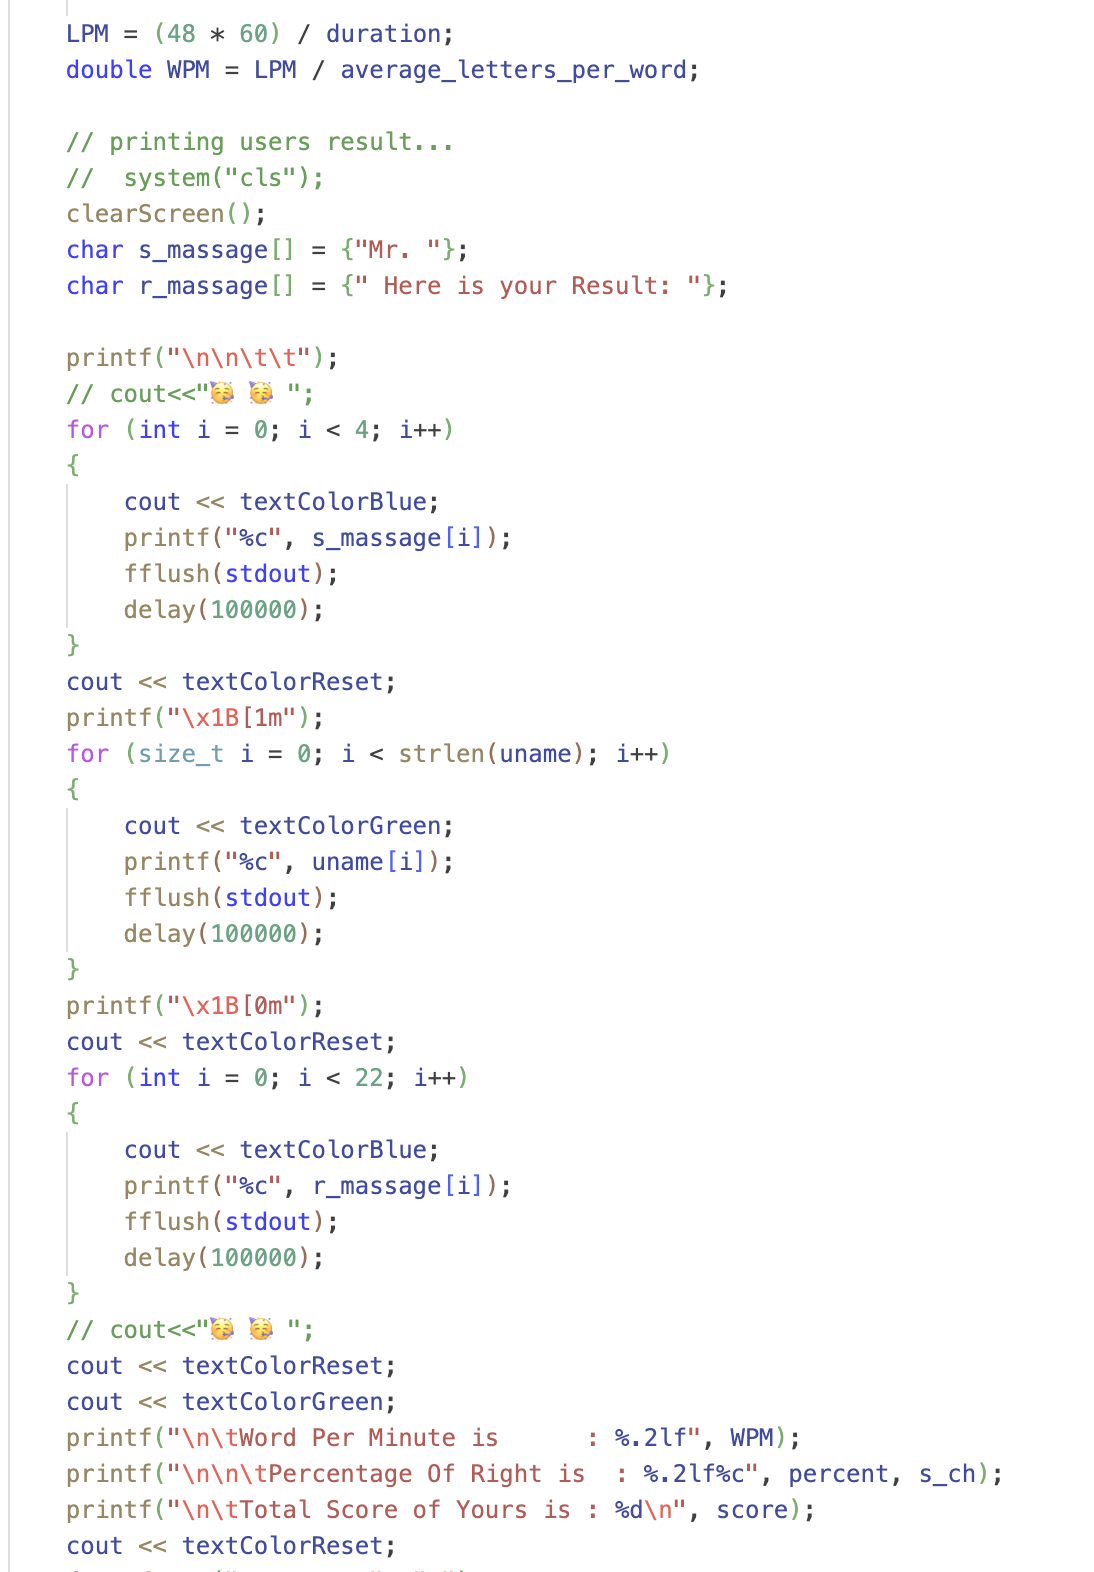 LPM = (48 * 60) / duration;
double WPM = LPM / average_letters_per_word;
// printing users result...
//  system("cls");
clearScreen();
char s_massage[] = {"Mr. "};
char r_massage[] = {" Here is your Result: "};
printf("\n\n\t\t");
// cout<<"🥳 🥳 ";
for (int i = 0; i < 4; i++)
{
cout << textColorBlue;
printf("%c", s_massage[i]);
fflush(stdout);
delay(100000);
}
cout << textColorReset;
printf("\x1B[1m");
for (size_t i = 0; i < strlen(uname); i++)
{
cout << textColorGreen;
printf("%c", uname[i]);
fflush(stdout);
delay(100000);
}
printf("\x1B[0m");
cout << textColorReset;
for (int i = 0; i < 22; i++)
{
cout << textColorBlue;
printf("%c", r_massage[i]);
fflush(stdout);
delay(100000);
}
// cout<<"🥳 🥳 ";
cout << textColorReset;
cout << textColorGreen;
printf("\n\tWord Per Minute is      : %.2lf", WPM);
printf("\n\n\tPercentage Of Right is  : %.2lf%c", percent, s_ch);
printf("\n\tTotal Score of Yours is : %d\n", score);
cout << textColorReset;